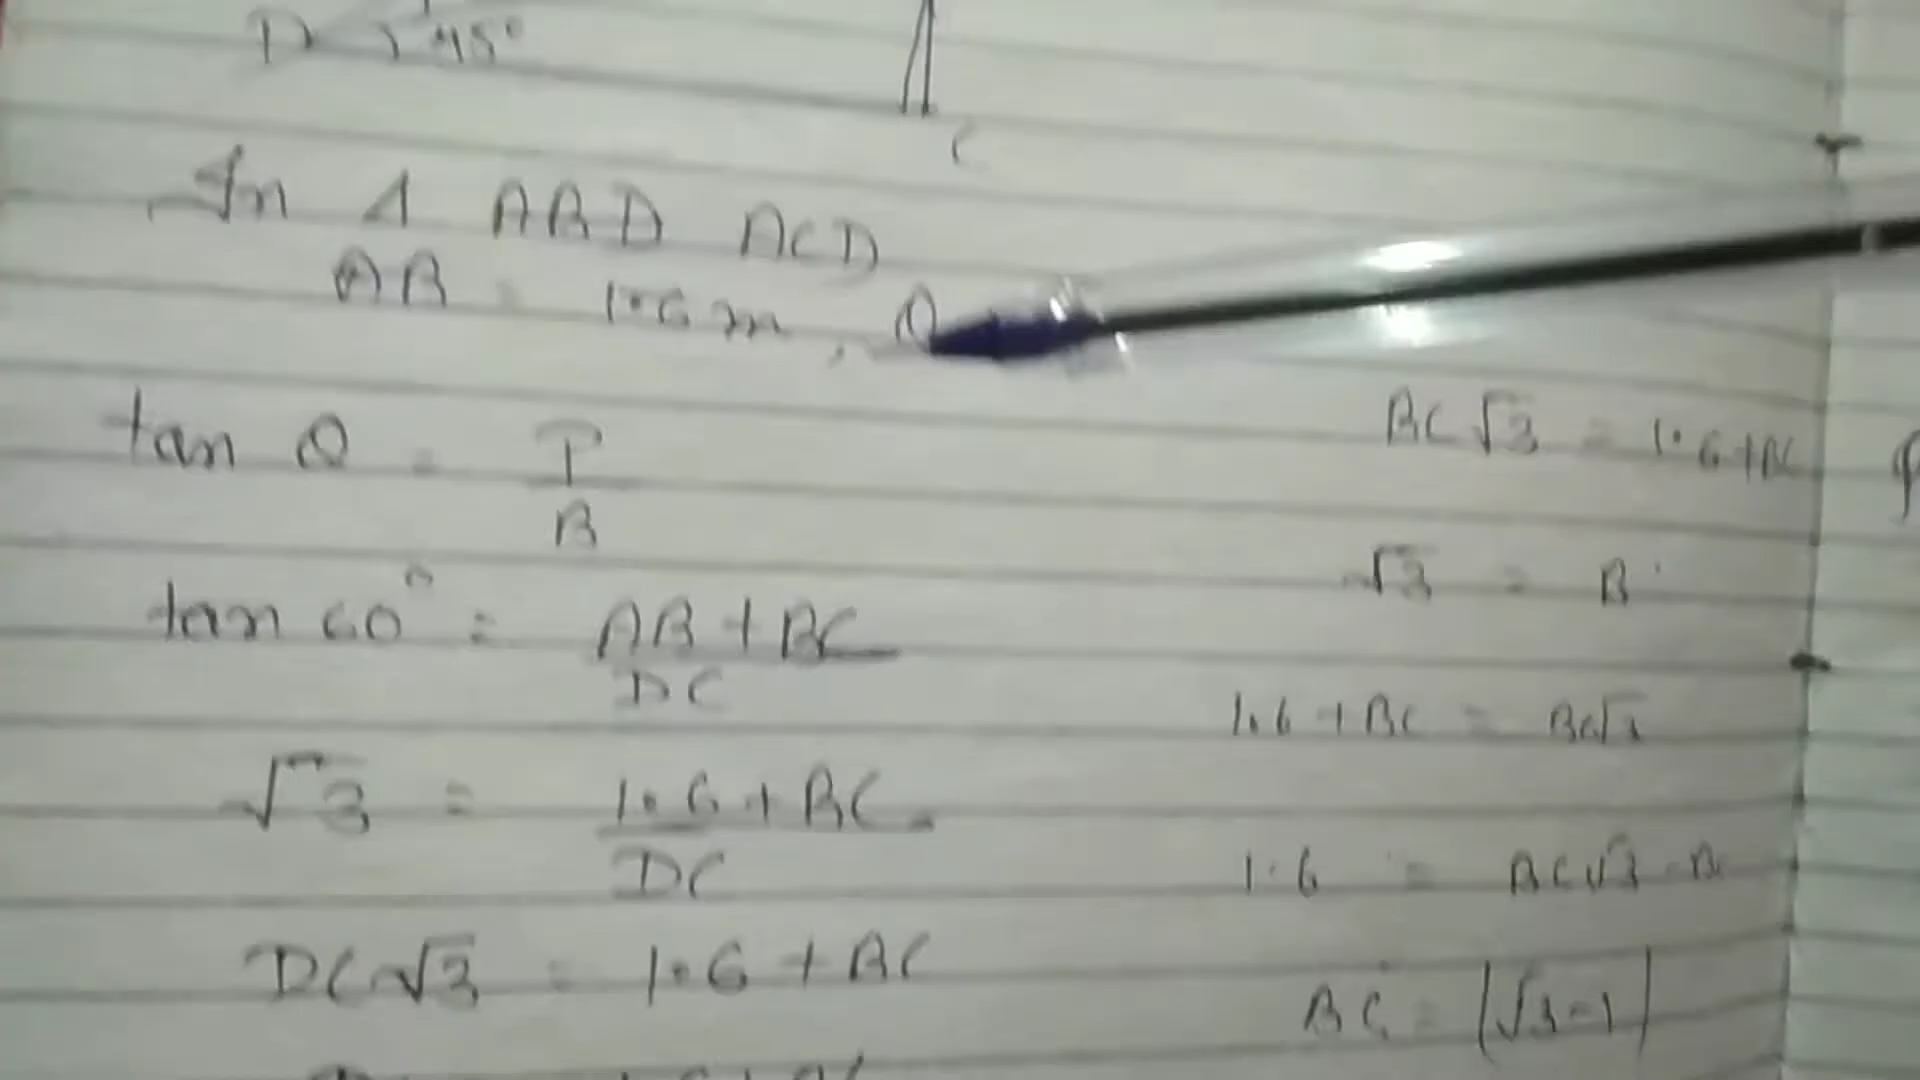 D 45°
C
In Δ ABD ACD
AB = 1.6 m, θ
tan θ = P
B
tan 60° = AB + BC
DC
√3 = 1.6 + BC
DC
DC√3 = 1.6 + BC
BC√3 = 1.6 + BC
√3 = B
1.6 + BC = BC√3
1.6 = BC√3 - BC
BC = (√3-1)